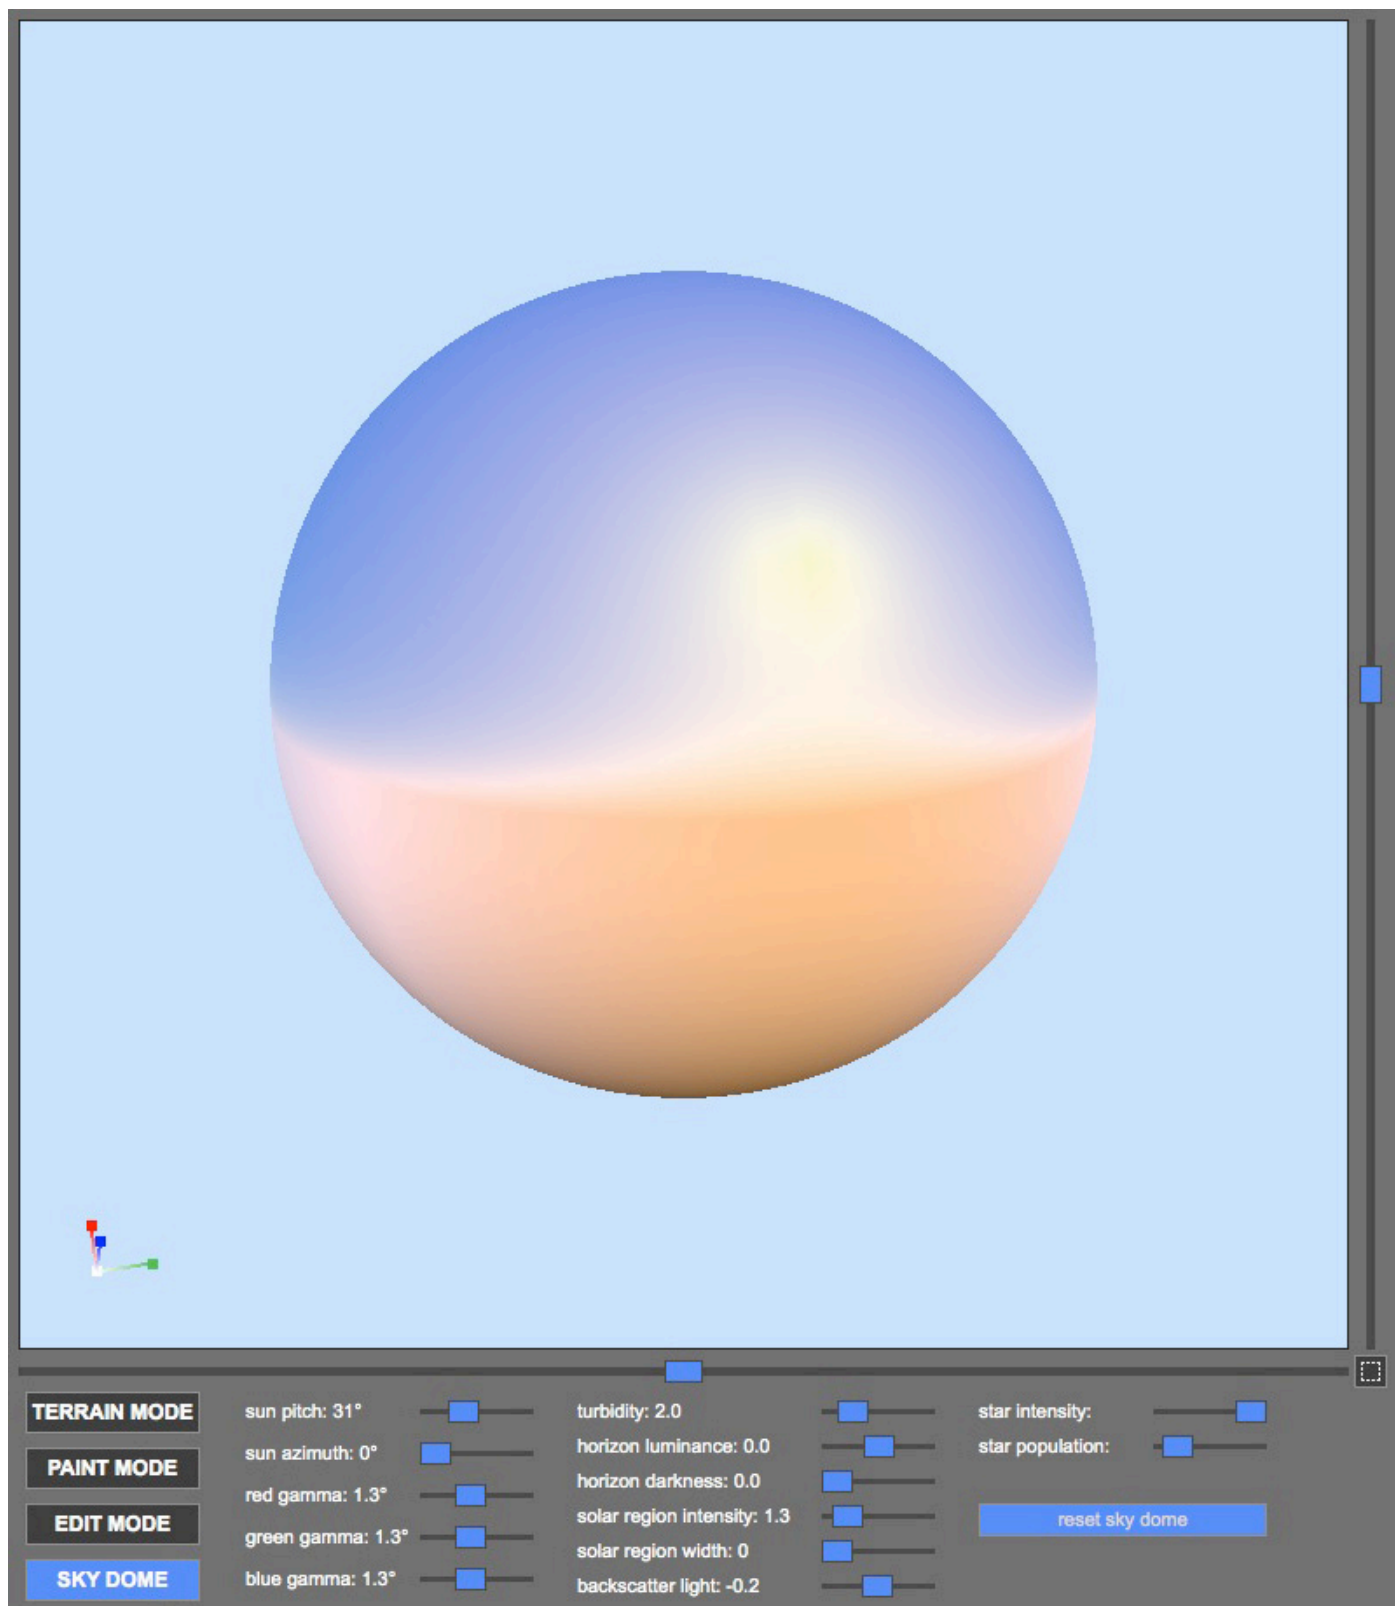 TERRAIN MODE
PAINT MODE
EDIT MODE
SKY DOME
sun pitch: 31°
sun azimuth: 0°
red gamma: 1.3°
green gamma: 1.3°
blue gamma: 1.3°
turbidity: 2.0
horizon luminance: 0.0
horizon darkness: 0.0
solar region intensity: 1.3
solar region width: 0
backscatter light: -0.2
star intensity:
star population:
reset sky dome